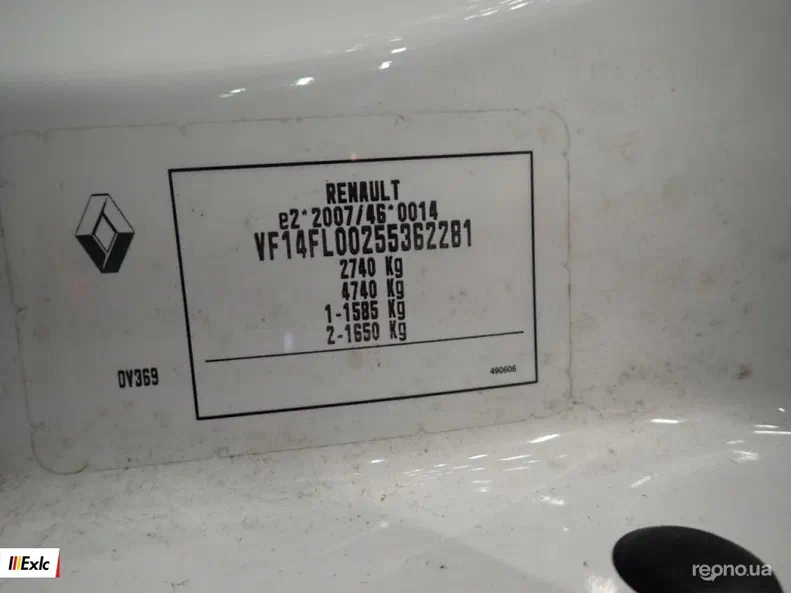 RENAULT
e2*2007/46*0014
VF14FL00255362281
2740 Kg
4740 Kg
1-1585 Kg
2-1650 Kg
DV369
490606
Exlc
reono.ua